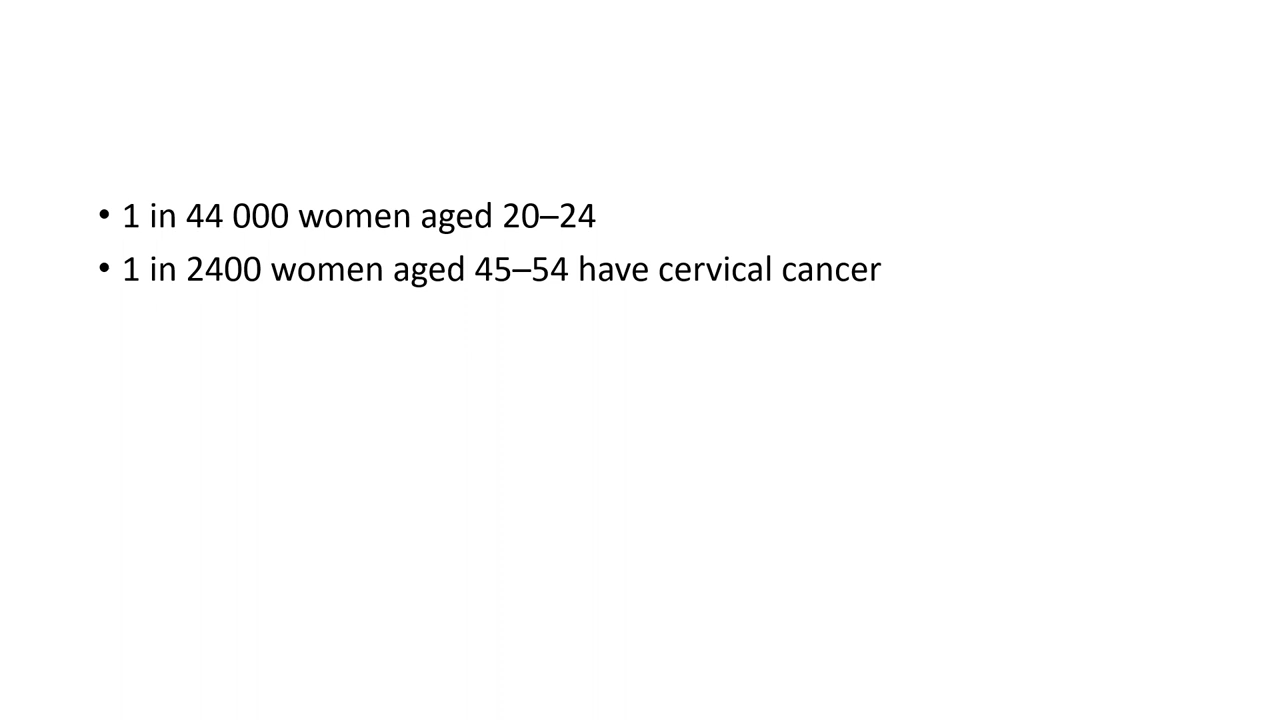 • 1 in 44 000 women aged 20–24
• 1 in 2400 women aged 45–54 have cervical cancer